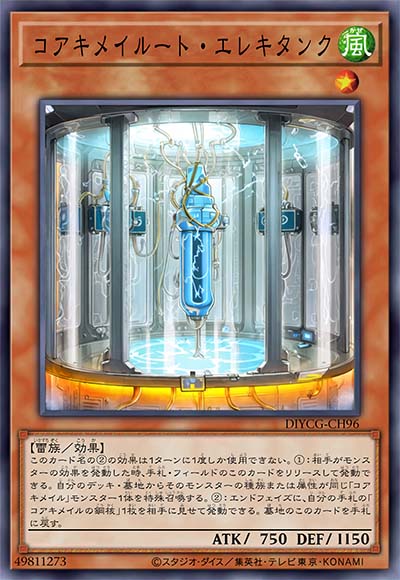 コアキメイルート・エレキタンク
風
DIYCG-CH96
【雷族／効果】
このカード名の②の効果は1ターンに1度しか使用できない。①：相手がモンス
ターの効果を発動した時、手札・フィールドのこのカードをリリースして発動で
きる。自分のデッキ・墓地からそのモンスターの種族または属性が同じ「コア
キメイル」モンスター1体を特殊召喚する。②：エンドフェイズに、自分の手札の「コ
アキメイルの鋼核」1枚を相手に見せて発動できる。墓地のこのカードを手札
に戻す。
ATK/ 750 DEF/1150
49811273
©スタジオ・ダイス／集英社・テレビ東京・KONAMI